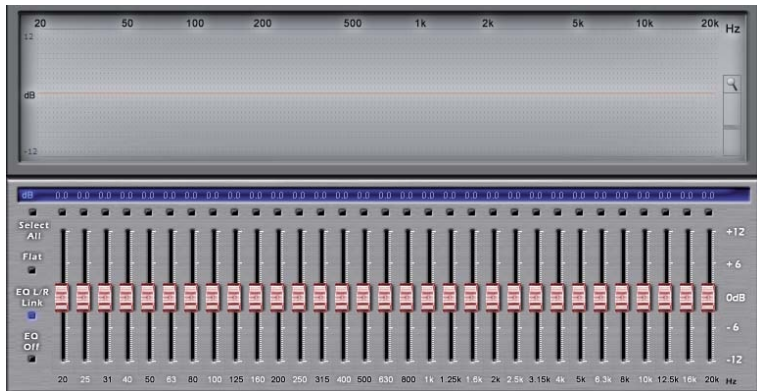 20 50 100 200 500 1k 2k 5k 10k 20k Hz
12
dB
-12
dB 0.0 0.0 0.0 0.0 0.0 0.0 0.0 0.0 0.0 0.0 0.0 0.0 0.0 0.0 0.0 0.0 0.0 0.0 0.0 0.0 0.0 0.0 0.0 0.0 0.0 0.0 0.0 0.0 0.0 0.0 0.0
Select
All
+12
Flat
+6
EQ L/R
Link
0dB
EQ
Off
-6
-12
20 25 31 40 50 63 80 100 125 160 200 250 315 400 500 630 800 1k 1.25k 1.6k 2k 2.5k 3.15k 4k 5k 6.3k 8k 10k 12.5k 16k 20k Hz